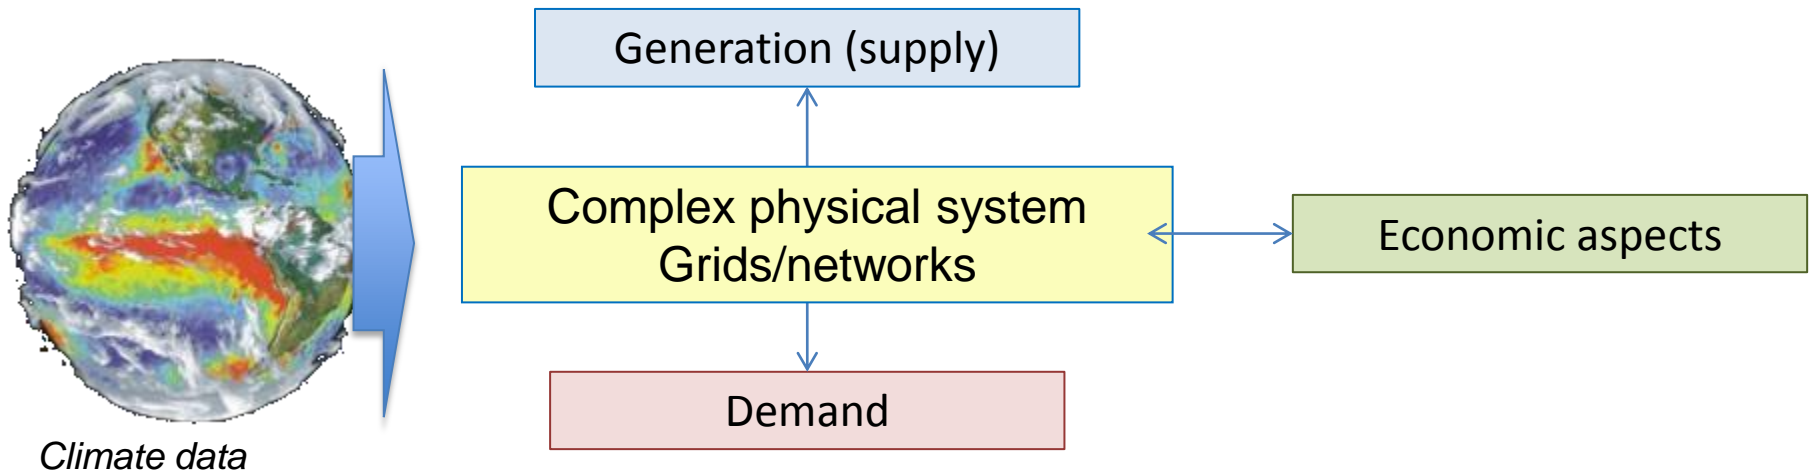 Generation (supply)
Complex physical system
Grids/networks
Economic aspects
Demand
Climate data